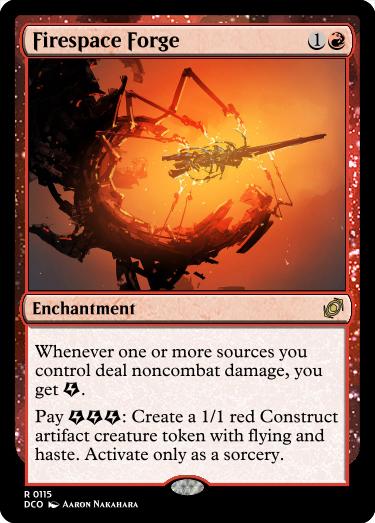 Firespace Forge 1
Enchantment
Whenever one or more sources you
control deal noncombat damage, you
get .
Pay : Create a 1/1 red Construct
artifact creature token with flying and
haste. Activate only as a sorcery.
R 0115
DCO Aaron Nakahara